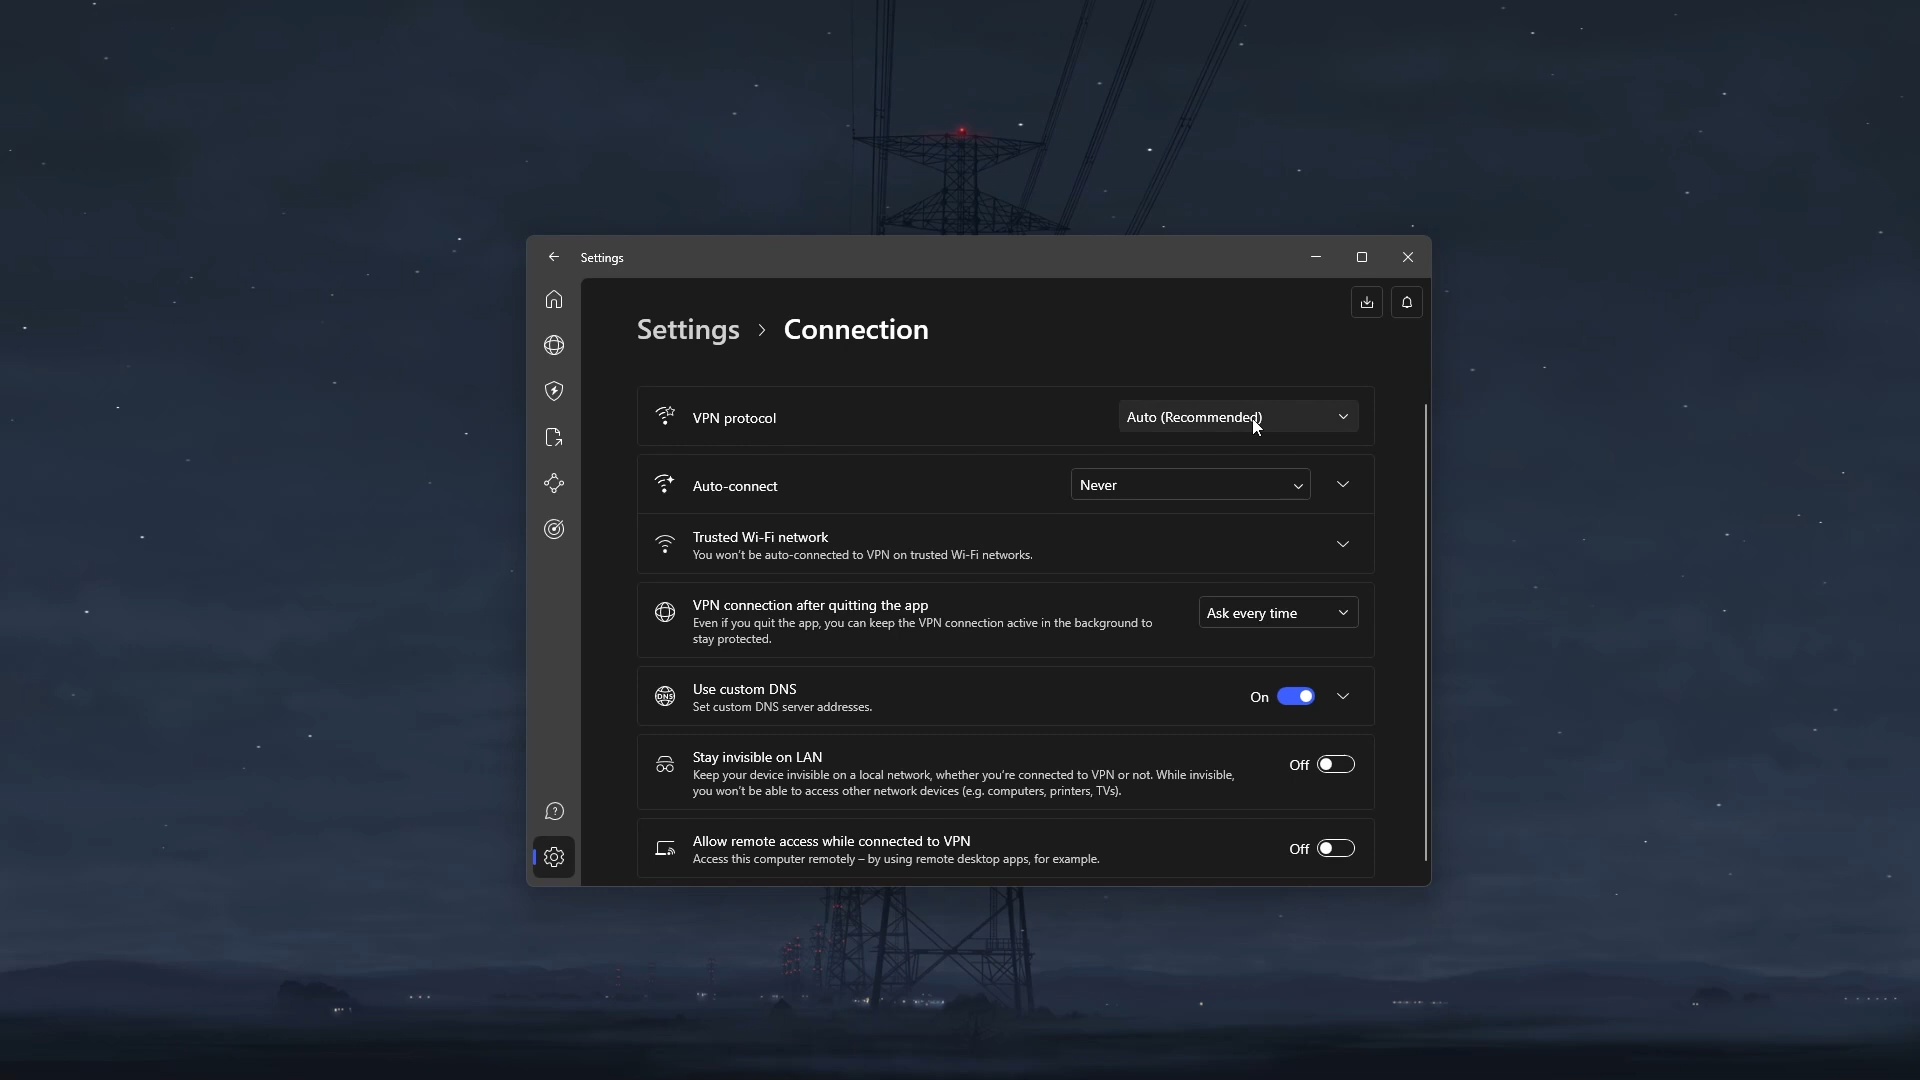 Settings
Settings > Connection
VPN protocol
Auto (Recommended)
Auto-connect
Never
Trusted Wi-Fi network
You won't be auto-connected to VPN on trusted Wi-Fi networks.
VPN connection after quitting the app
Even if you quit the app, you can keep the VPN connection active in the background to
stay protected.
Ask every time
DNS
Use custom DNS
Set custom DNS server addresses.
On
Stay invisible on LAN
Keep your device invisible on a local network, whether you're connected to VPN or not. While invisible,
you won't be able to access other network devices (e.g. computers, printers, TVs).
Off
Allow remote access while connected to VPN
Access this computer remotely – by using remote desktop apps, for example.
Off